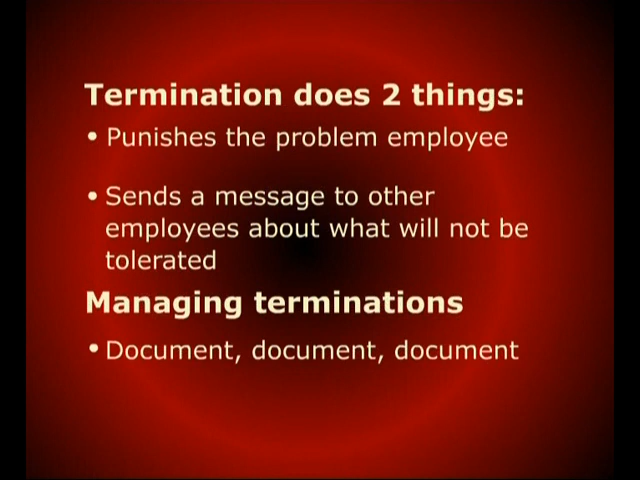 Termination does 2 things:
• Punishes the problem employee
• Sends a message to other
employees about what will not be
tolerated
Managing terminations
• Document, document, document